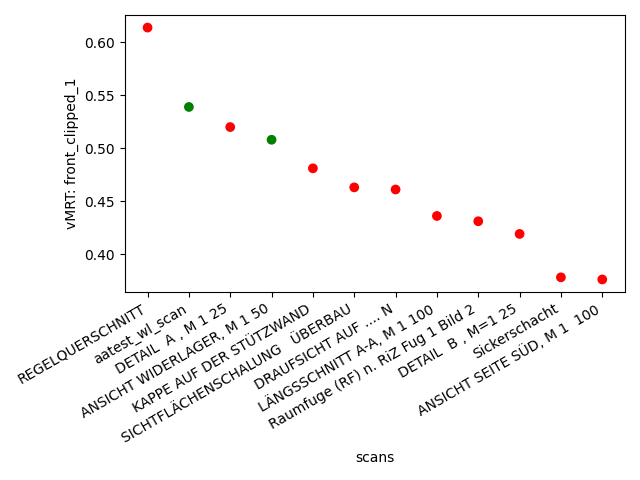 vMRT: front_clipped_1
0.60
0.55
0.50
0.45
0.40
REGELQUERSCHNITT
aatest_wl_scan
DETAIL  A , M 1 25
ANSICHT WIDERLAGER, M 1 50
KAPPE AUF DER STÜTZWAND
SICHTFLÄCHENSCHALUNG   ÜBERBAU
DRAUFSICHT AUF .... N
LÄNGSSCHNITT A-A, M 1 100
Raumfuge (RF) n. RiZ Fug 1 Bild 2
DETAIL  B , M=1 25
Sickerschacht
ANSICHT SEITE SÜD, M 1  100
scans